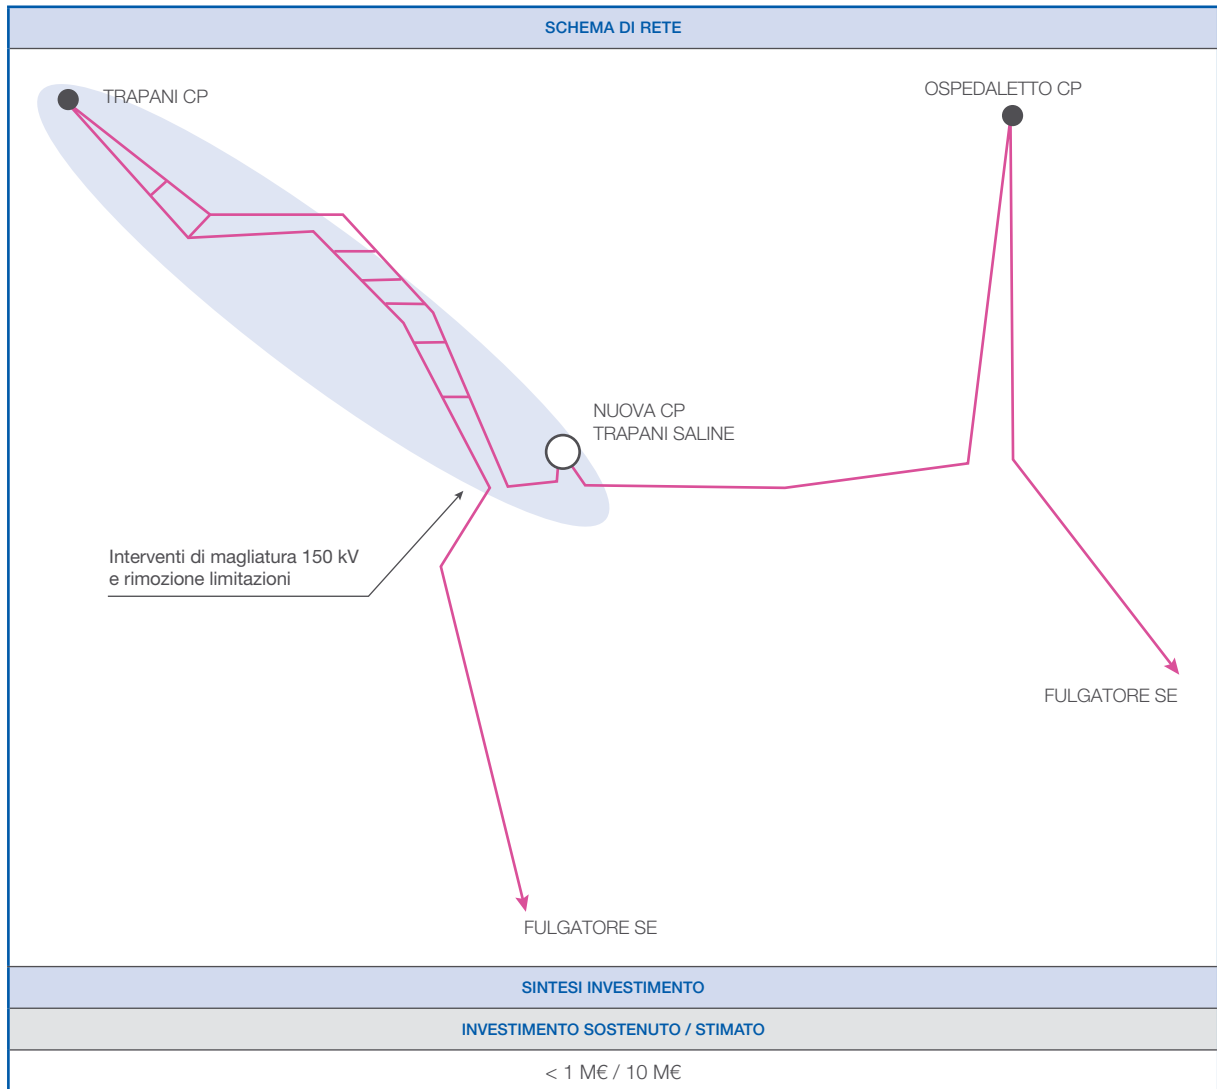 SCHEMA DI RETE
TRAPANI CP
OSPEDALETTO CP
NUOVA CP
TRAPANI SALINE
Interventi di magliatura 150 kV
e rimozione limitazioni
FULGATORE SE
FULGATORE SE
SINTESI INVESTIMENTO
INVESTIMENTO SOSTENUTO / STIMATO
< 1 M€ / 10 M€